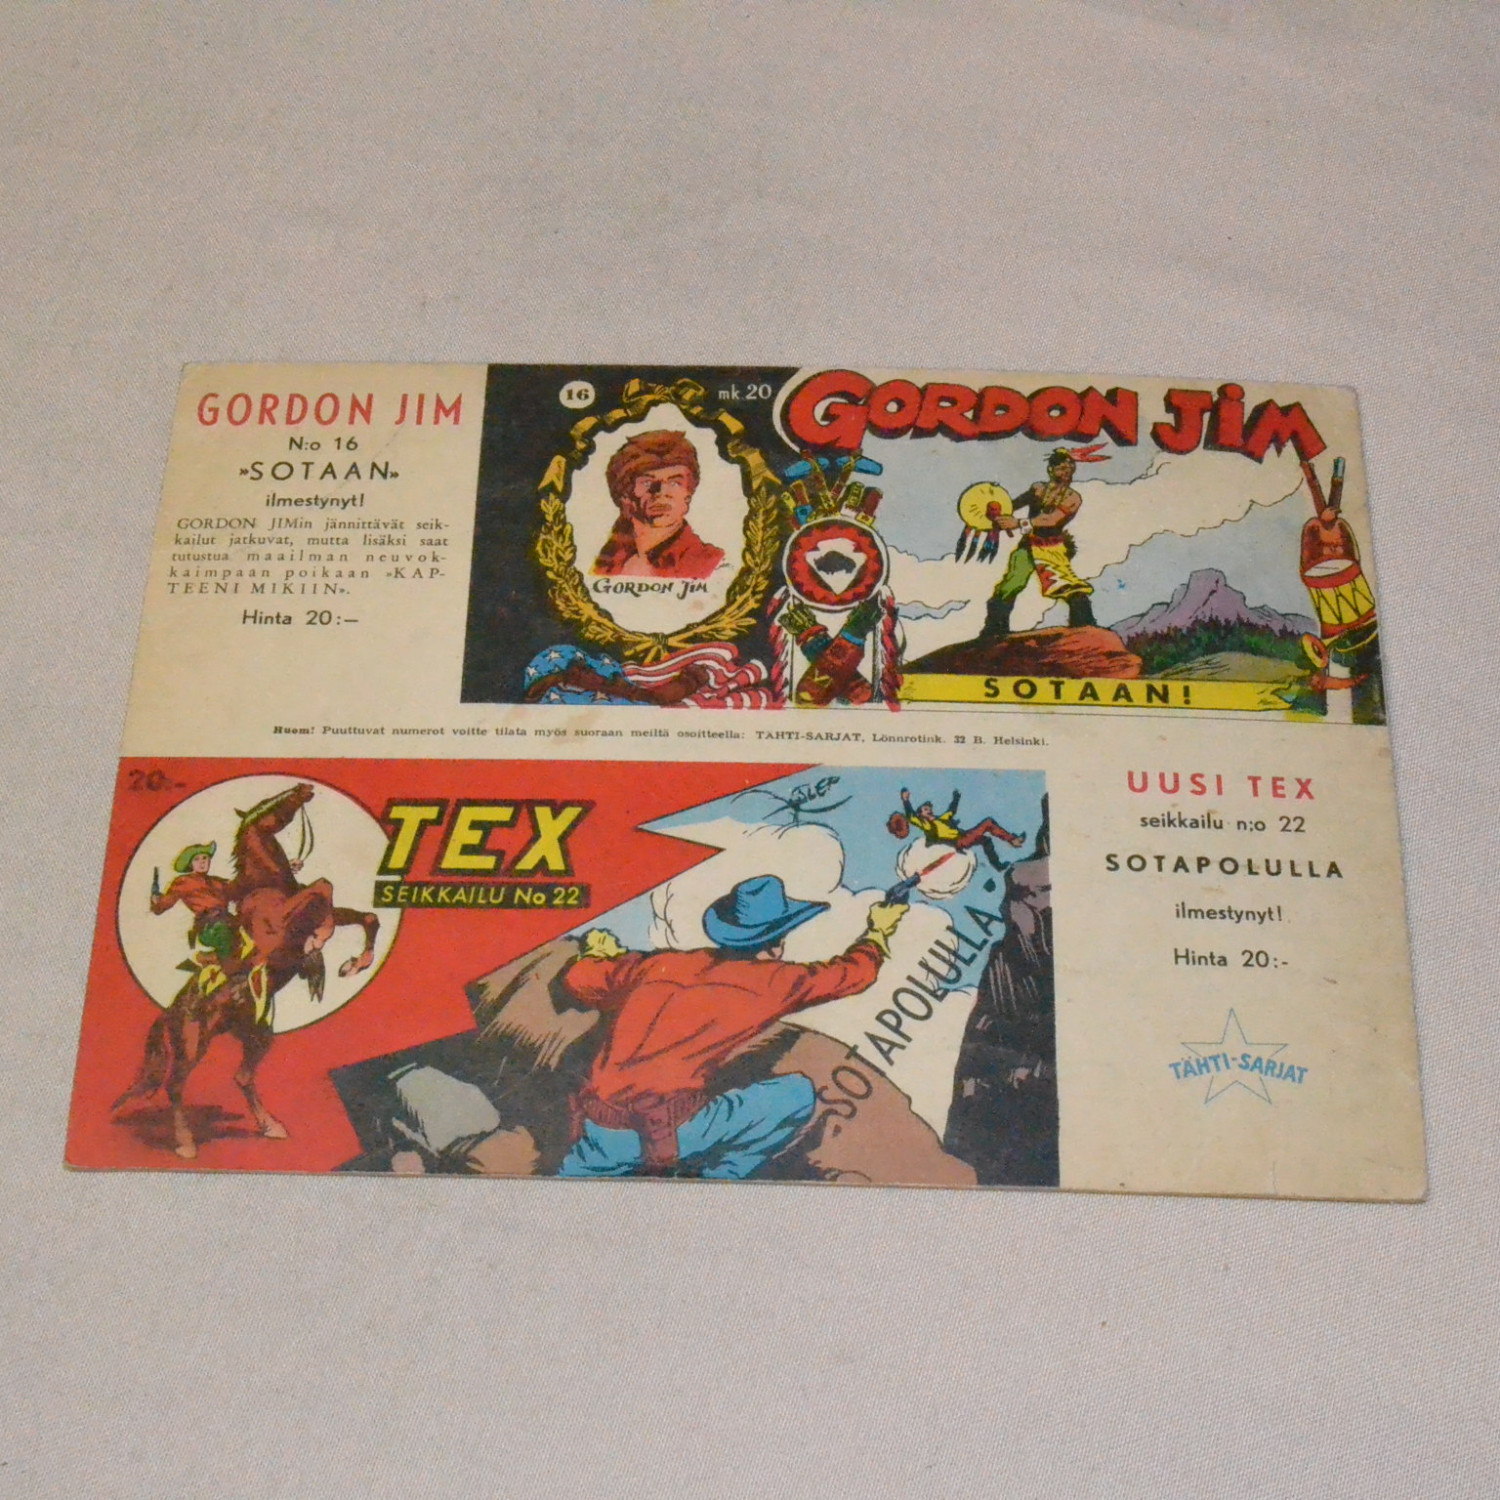 GORDON JIM
N:o 16
»SOTAAN»
ilmestynyt!
GORDON JIMin jännittävät seik-
kailut jatkuvat, mutta lisäksi saat
tutustua maailman neuvok-
kaimpaan poikaan »KAP-
TEENI MIKIIN».
Hinta 20:—
16
mk. 20
GORDON JIM
GORDON JIM
SOTAAN!
Huom! Puuttuvat numerot voitte tilata myös suoraan meiltä osoitteella: TÄHTI-SARJAT, Lönnrotink. 32 B. Helsinki.
20:-
TEX
SEIKKAILU No 22
-SOTAPOLULLA-
UUSI TEX
seikkailu n:o 22
SOTAPOLULLA
ilmestynyt!
Hinta 20:-
TÄHTI-SARJAT